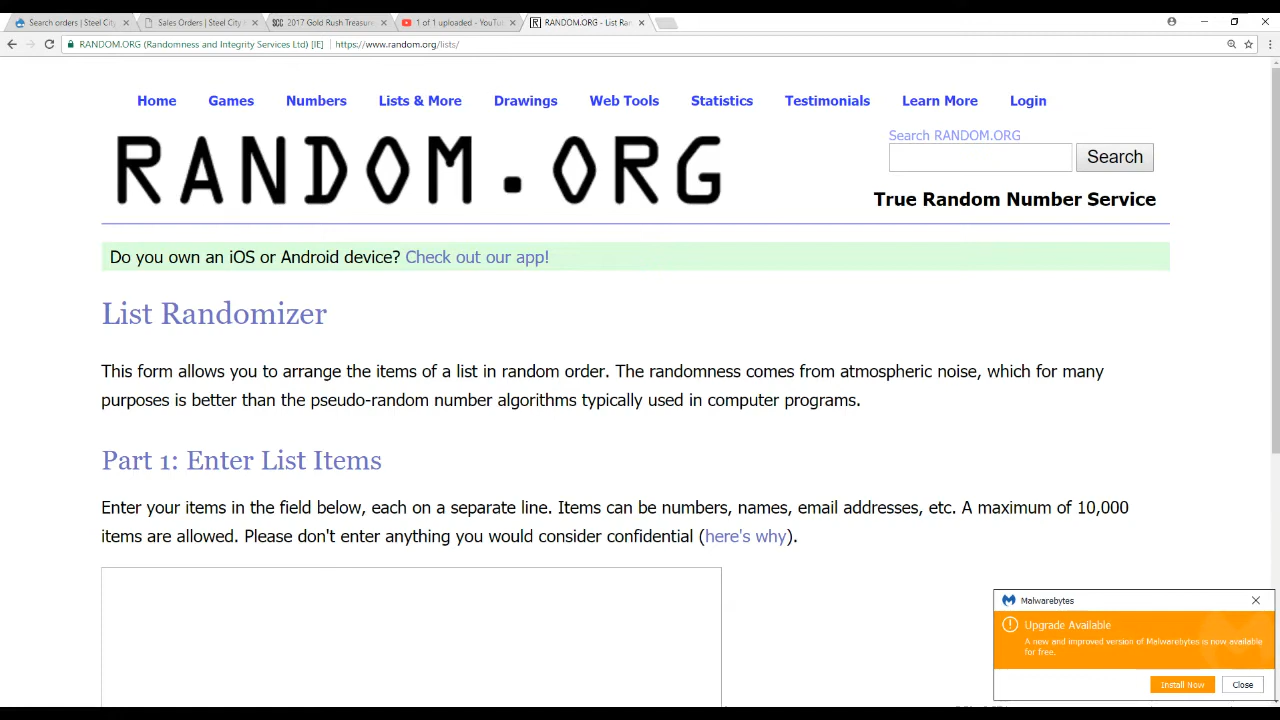 Search orders | Steel City
Sales Orders | Steel City
2017 Gold Rush Treasure
1 of 1 uploaded - YouTu
RANDOM.ORG - List Ra
RANDOM.ORG (Randomness and Integrity Services Ltd) [IE] https://www.random.org/lists/
Home Games Numbers Lists & More Drawings Web Tools Statistics Testimonials Learn More Login
RANDOM.ORG
Search RANDOM.ORG
Search
True Random Number Service
Do you own an iOS or Android device? Check out our app!
List Randomizer
This form allows you to arrange the items of a list in random order. The randomness comes from atmospheric noise, which for many
purposes is better than the pseudo-random number algorithms typically used in computer programs.
Part 1: Enter List Items
Enter your items in the field below, each on a separate line. Items can be numbers, names, email addresses, etc. A maximum of 10,000
items are allowed. Please don't enter anything you would consider confidential (here's why).
Malwarebytes
Upgrade Available
A new and improved version of Malwarebytes is now available
for free.
Install Now Close